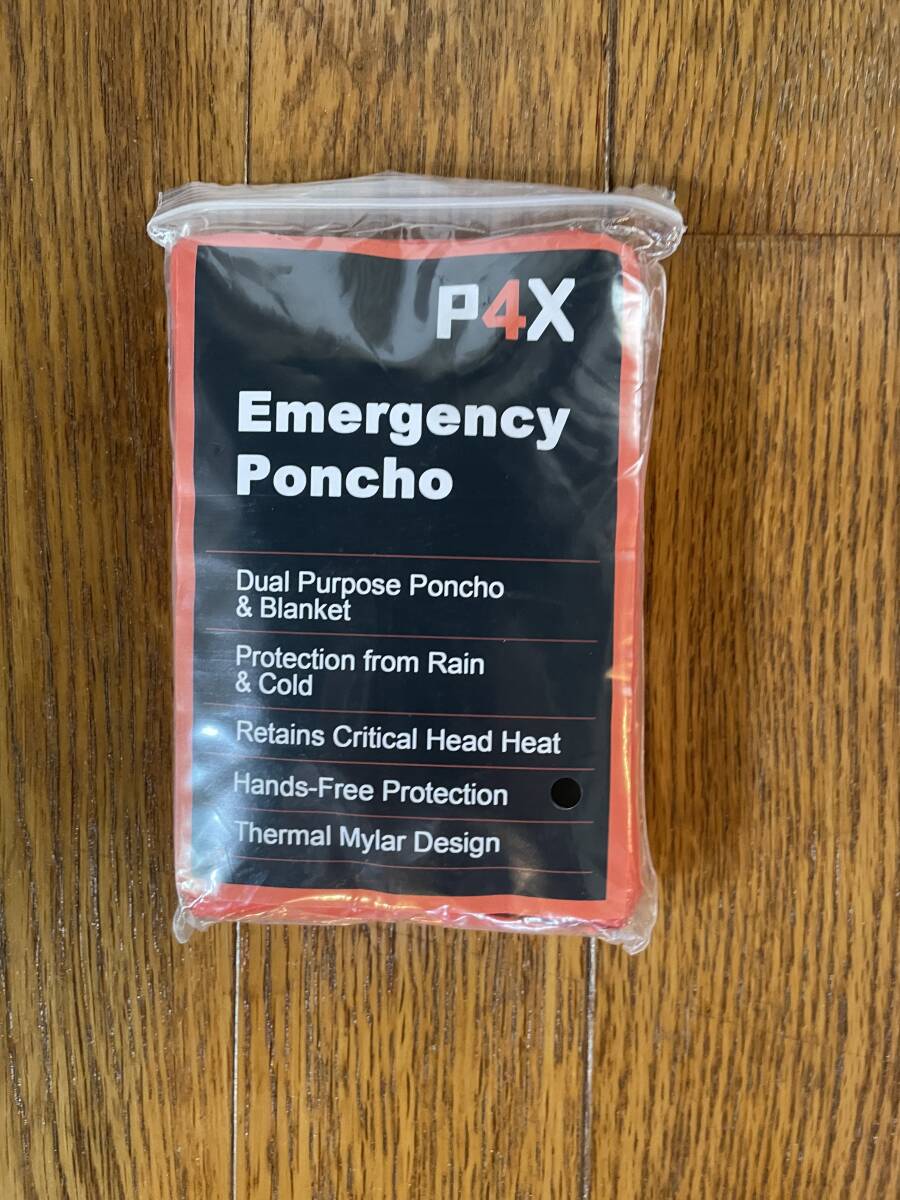 P4X
Emergency
Poncho
Dual Purpose Poncho
& Blanket
Protection from Rain
& Cold
Retains Critical Head Heat
Hands-Free Protection
Thermal Mylar Design